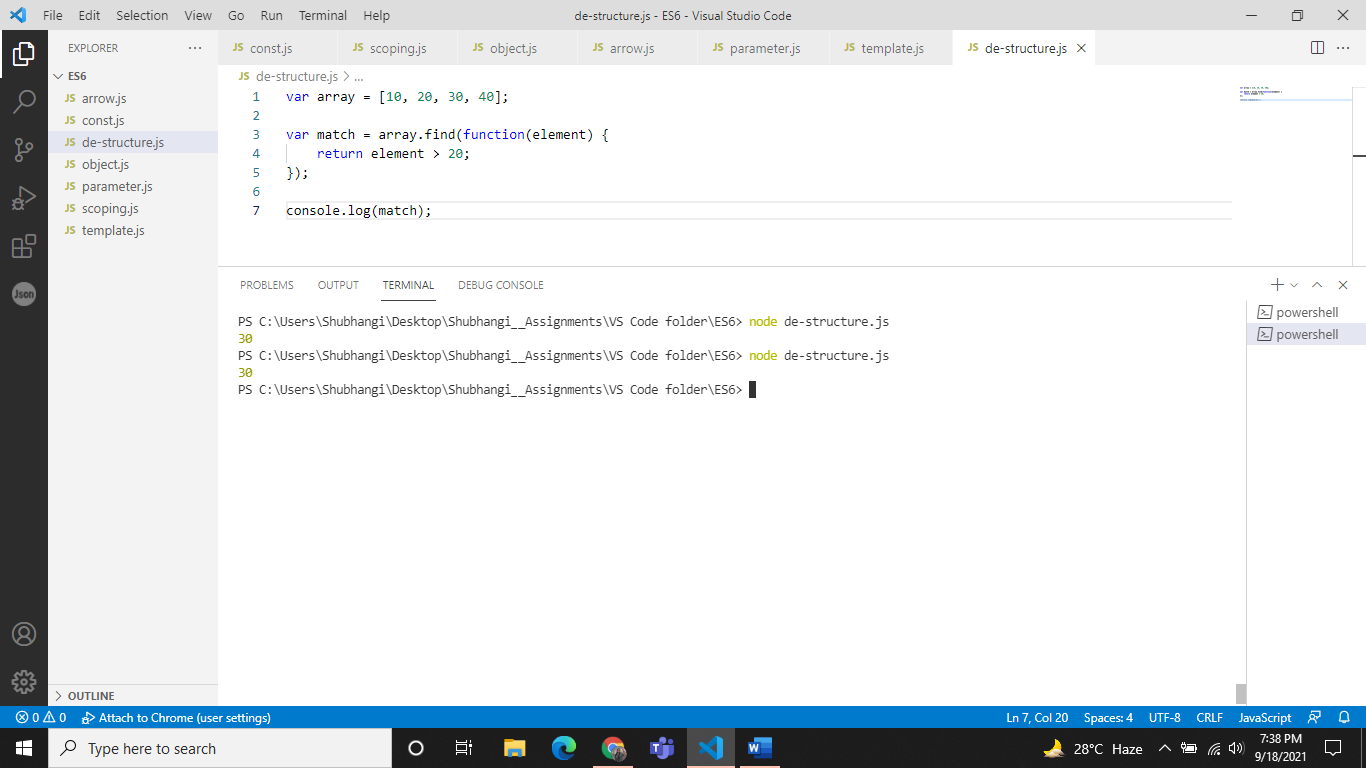 File Edit Selection View Go Run Terminal Help de-structure.js - ES6 - Visual Studio Code
EXPLORER ...
JS const.js JS scoping.js JS object.js JS arrow.js JS parameter.js JS template.js JS de-structure.js
ES6
JS arrow.js
JS const.js
JS de-structure.js
JS object.js
JS parameter.js
JS scoping.js
JS template.js
JS de-structure.js > ...
1 var array = [10, 20, 30, 40];
2
3 var match = array.find(function(element) {
4 return element > 20;
5 });
6
7 console.log(match);
Json
PROBLEMS OUTPUT TERMINAL DEBUG CONSOLE
PS C:\Users\Shubhangi\Desktop\Shubhangi__Assignments\VS Code folder\ES6> node de-structure.js
30
PS C:\Users\Shubhangi\Desktop\Shubhangi__Assignments\VS Code folder\ES6> node de-structure.js
30
PS C:\Users\Shubhangi\Desktop\Shubhangi__Assignments\VS Code folder\ES6>
powershell
powershell
OUTLINE
0 0 Attach to Chrome (user settings) Ln 7, Col 20 Spaces: 4 UTF-8 CRLF JavaScript
Type here to search 28°C Haze 7:38 PM
9/18/2021